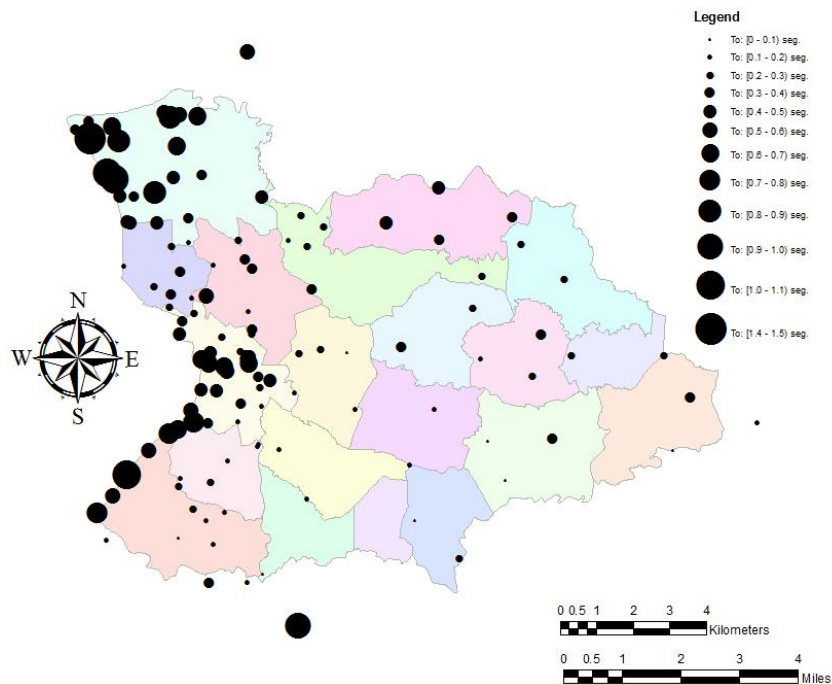 Legend
To: [0 - 0.1) seg.
To: [0.1 - 0.2) seg.
To: [0.2 - 0.3) seg.
To: [0.3 - 0.4) seg.
To: [0.4 - 0.5) seg.
To: [0.5 - 0.6) seg.
To: [0.6 - 0.7) seg.
To: [0.7 - 0.8) seg.
To: [0.8 - 0.9) seg.
To: [0.9 - 1.0) seg.
To: [1.0 - 1.1) seg.
To: [1.4 - 1.5) seg.
N
W E
S
0 0.5 1 2 3 4
Kilometers
0 0.5 1 2 3 4
Miles